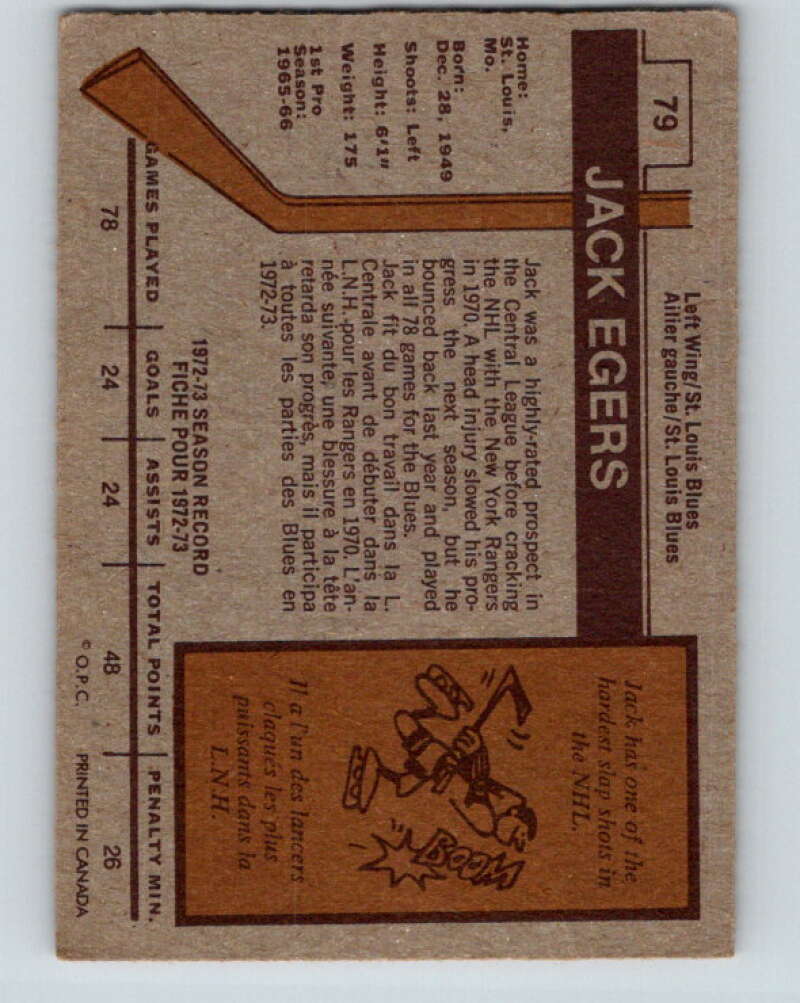 79
Left Wing/St. Louis Blues
Ailier gauche/St. Louis Blues
JACK EGERS
Home:
St. Louis,
Mo.
Born:
Dec. 28, 1949
Shoots: Left
Height: 6'1"
Weight: 175
1st Pro
Season:
1965-66
Jack was a highly-rated prospect in
the Central League before cracking
the NHL with the New York Rangers
in 1970. A head injury slowed his pro-
gress the next season, but he
bounced back last year and played
in all 78 games for the Blues.
Jack fit du bon travail dans la L.
Centrale avant de débuter dans la
L.N.H. pour les Rangers en 1970. L'an-
née suivante, une blessure à la tête
retarda son progrès, mais il participa
à toutes les parties des Blues en
1972-73.
Jack has one of the
hardest slap shots in
the NHL.
BOOM
Il a l'un des lancers
claqués les plus
puissants dans la
L.N.H.
1972-73 SEASON RECORD
FICHE POUR 1972-73
GAMES PLAYED GOALS ASSISTS TOTAL POINTS PENALTY MIN.
78 24 24 48 26
© O.P.C. PRINTED IN CANADA